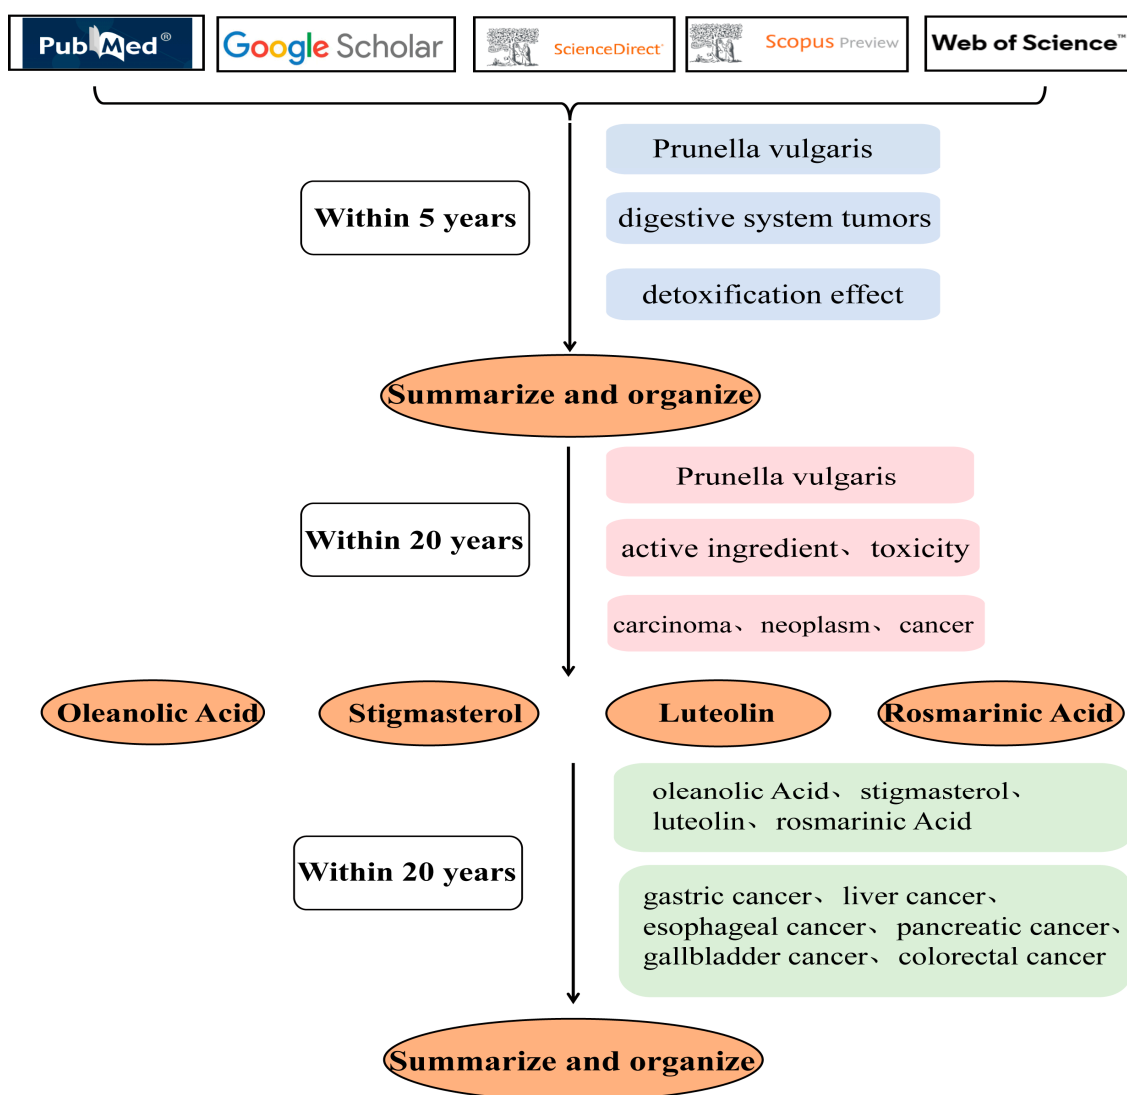 PubMed®
Google Scholar
ScienceDirect®
Scopus Preview
Web of Science™
Prunella vulgaris
Within 5 years
digestive system tumors
detoxification effect
Summarize and organize
Prunella vulgaris
Within 20 years
active ingredient、toxicity
carcinoma、neoplasm、cancer
Oleanolic Acid
Stigmasterol
Luteolin
Rosmarinic Acid
oleanolic Acid、stigmasterol、
luteolin、rosmarinic Acid
Within 20 years
gastric cancer、liver cancer、
esophageal cancer、pancreatic cancer、
gallbladder cancer、colorectal cancer
Summarize and organize